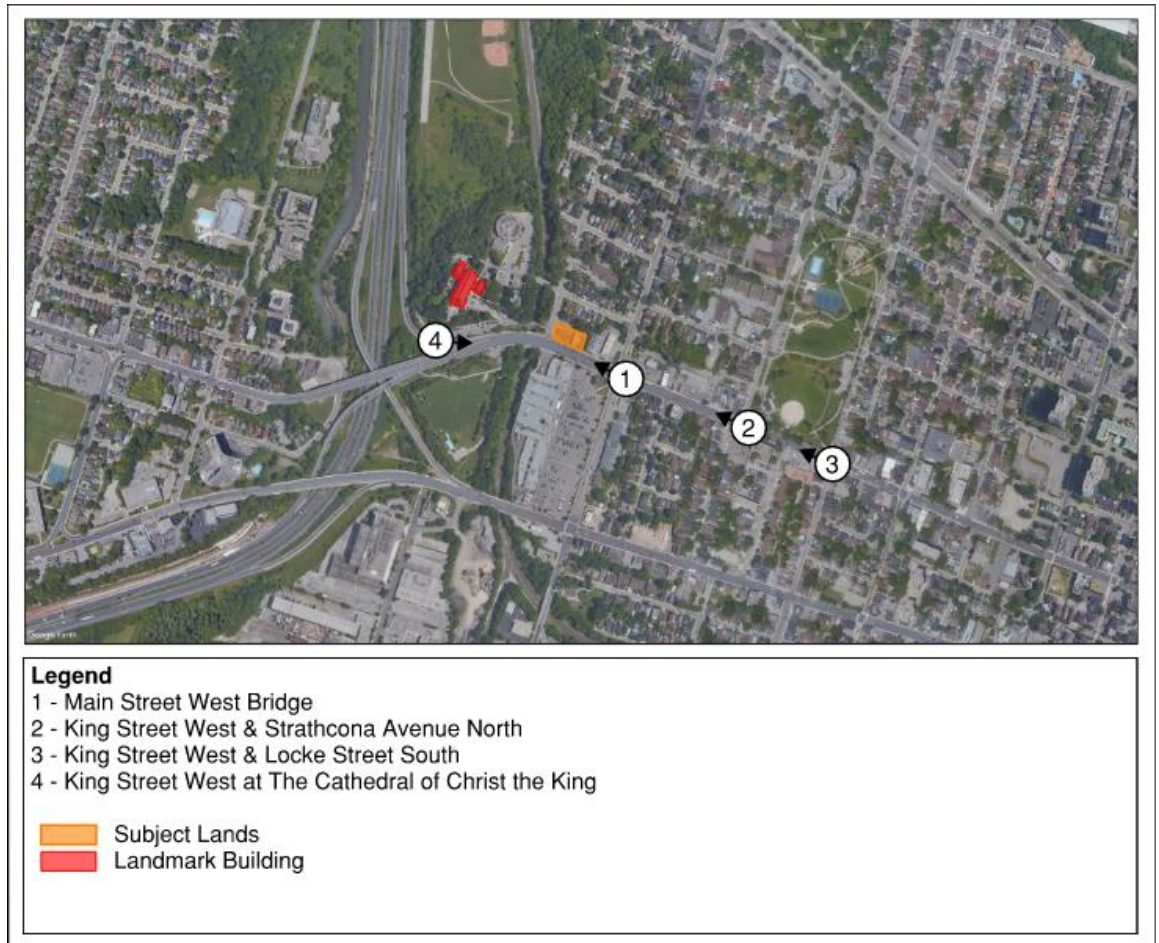 4
1
2
3
Google Earth
Legend
1 - Main Street West Bridge
2 - King Street West & Strathcona Avenue North
3 - King Street West & Locke Street South
4 - King Street West at The Cathedral of Christ the King
Subject Lands
Landmark Building